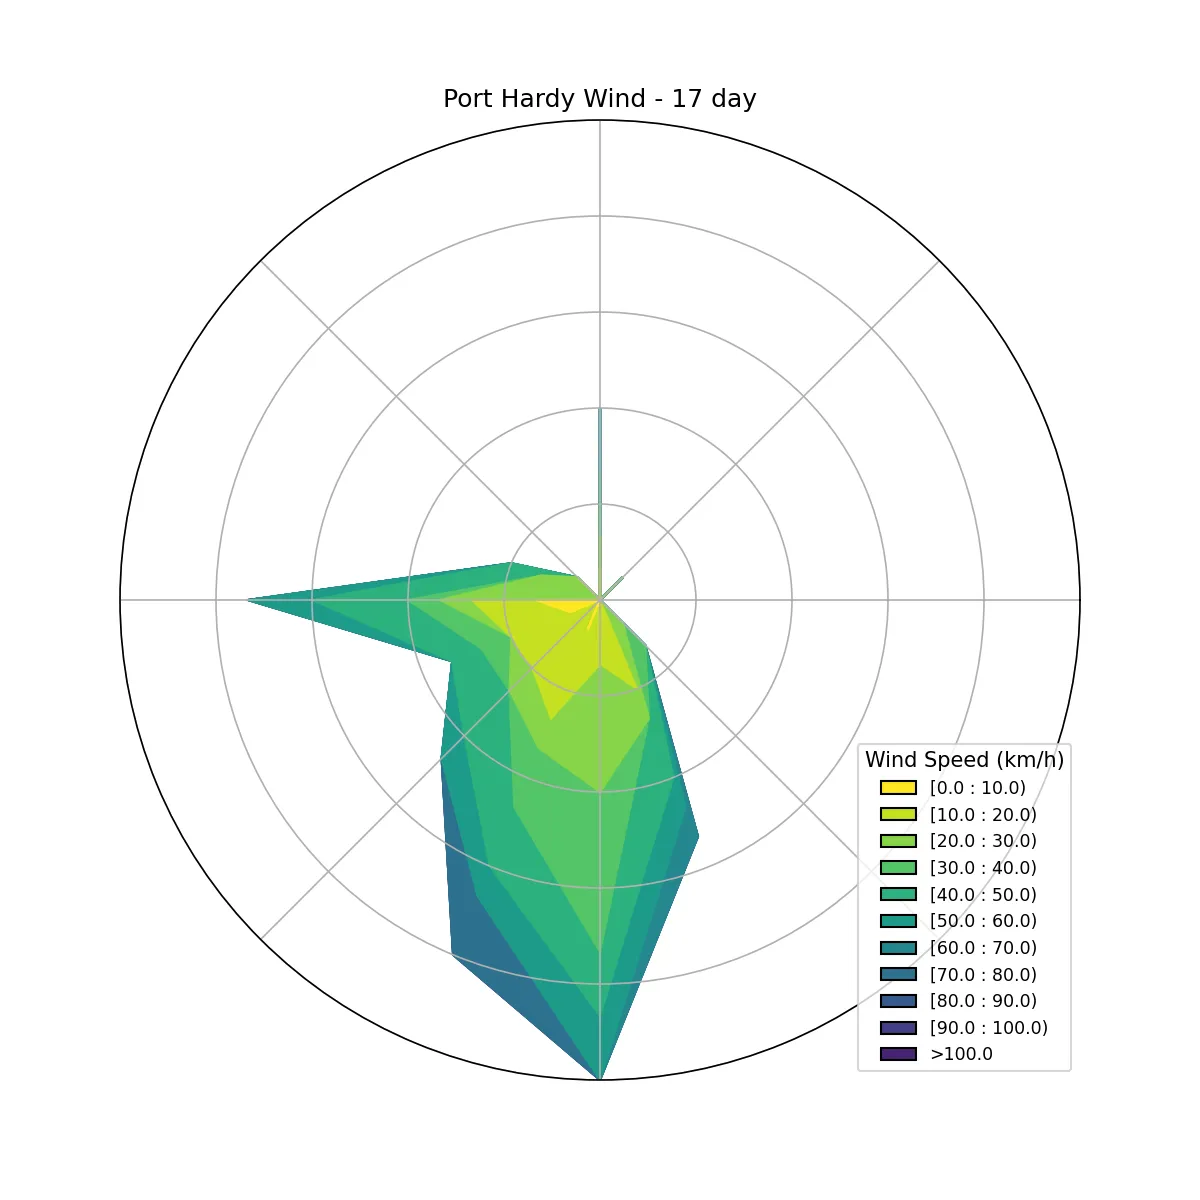 Port Hardy Wind - 17 day
Wind Speed (km/h)
[0.0 : 10.0)
[10.0 : 20.0)
[20.0 : 30.0)
[30.0 : 40.0)
[40.0 : 50.0)
[50.0 : 60.0)
[60.0 : 70.0)
[70.0 : 80.0)
[80.0 : 90.0)
[90.0 : 100.0)
>100.0